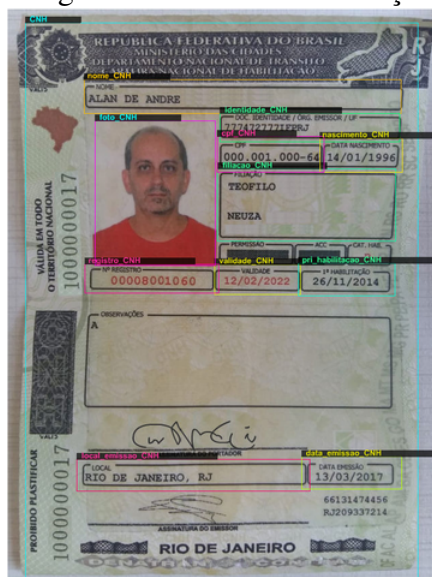 CNH
REPÚBLICA FEDERATIVA DO BRASIL
MINISTÉRIO DAS CIDADES
DEPARTAMENTO NACIONAL DE TRÂNSITO
CARTEIRA NACIONAL DE HABILITAÇÃO
RJ
nome_CNH
NOME
ALAN DE ANDRE
identidade_CNH
DOC. IDENTIDADE / ÓRG. EMISSOR / UF
foto_CNH
cpf_CNH
nascimento_CNH
CPF
DATA NASCIMENTO
000.001.000-64
14/01/1996
filiacao_CNH
FILIAÇÃO
TEOFILO
NEUZA
PERMISSÃO
ACC
CAT. HAB.
VÁLIDA EM TODO
O TERRITÓRIO NACIONAL
1000000017
registro_CNH
validade_CNH
pri_habilitacao_CNH
Nº REGISTRO
VALIDADE
1ª HABILITAÇÃO
00008001060
12/02/2022
26/11/2014
OBSERVAÇÕES
A
ASSINATURA DO PORTADOR
local_emissao_CNH
data_emissao_CNH
LOCAL
DATA EMISSÃO
RIO DE JANEIRO, RJ
13/03/2017
66131474456
RJ209337214
ASSINATURA DO EMISSOR
PROIBIDO PLASTIFICAR
1000000017
RIO DE JANEIRO